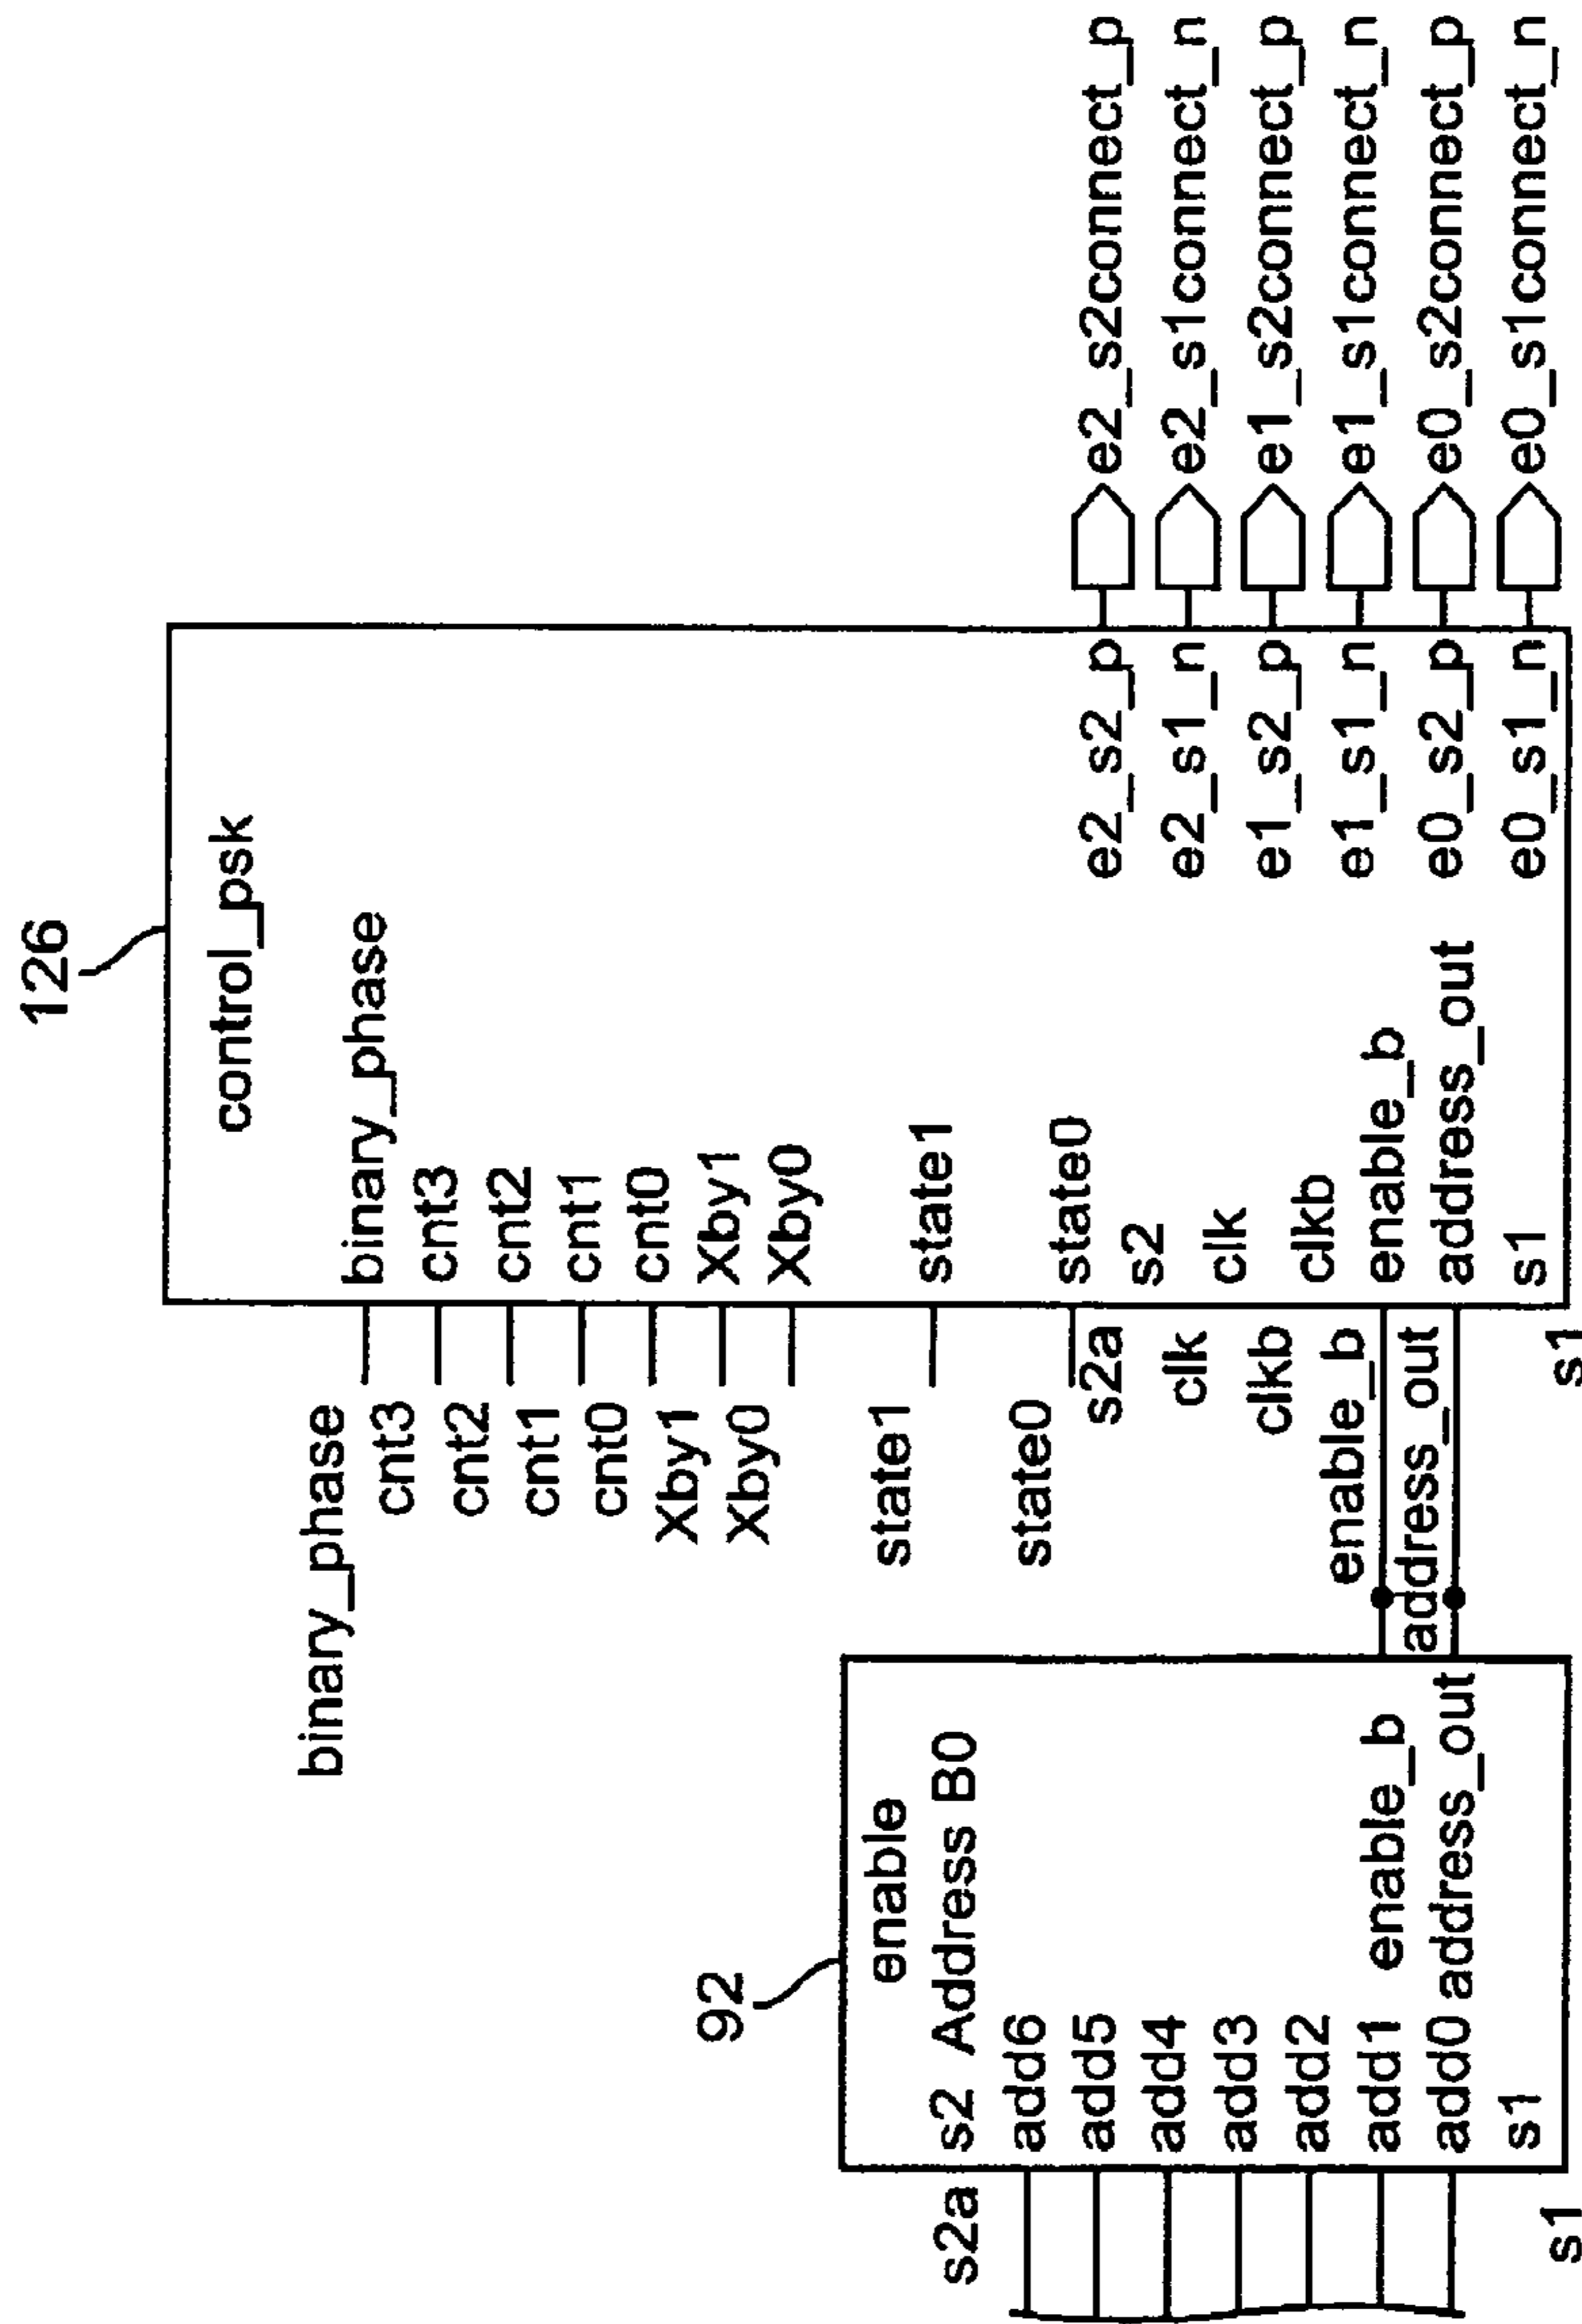 126
control_psk
binary_phase
cnt3
cnt2
cnt1
cnt0
Xby1
Xby0
state1
state0
s2a
clk
clkb
enable_b
address_out
s1
binary_phase
cnt3
cnt2
cnt1
cnt0
Xby1
Xby0
state1
state0
s2
clk
clkb
enable_b
address_out
s1
e2_s2_p
e2_s1_n
e1_s2_p
e1_s1_n
e0_s2_p
e0_s1_n
e2_s2connect_p
e2_s1connect_n
e1_s2connect_p
e1_s1connect_n
e0_s2connect_p
e0_s1connect_n
92
enable
s2 Address B0
s2a
add6
add5
add4
add3
add2
add1 enable_b
add0 address_out
s1
s1